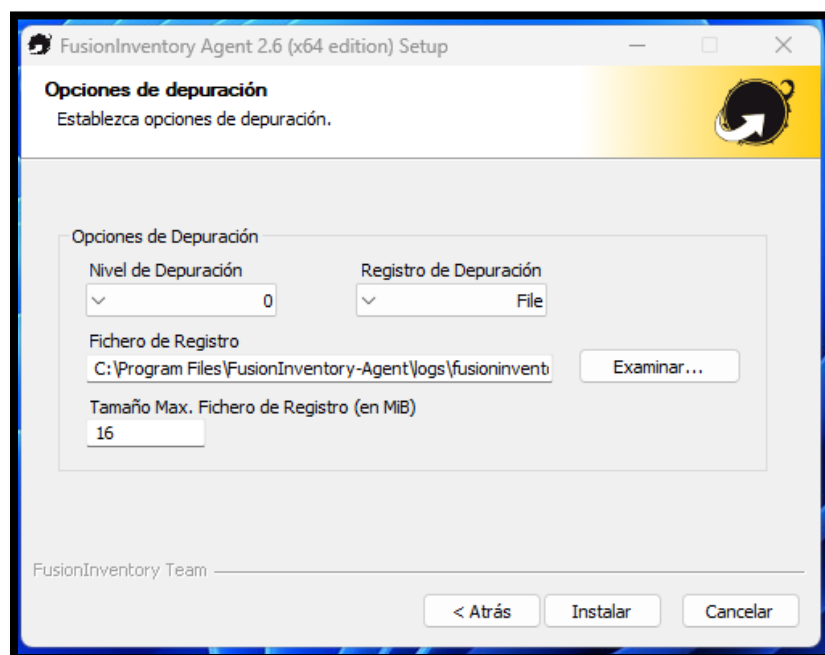 FusionInventory Agent 2.6 (x64 edition) Setup
Opciones de depuración
Establezca opciones de depuración.
Opciones de Depuración
Nivel de Depuración
Registro de Depuración
0
File
Fichero de Registro
C:\Program Files\FusionInventory-Agent\logs\fusioninvent
Examinar...
Tamaño Max. Fichero de Registro (en MiB)
16
FusionInventory Team
< Atrás
Instalar
Cancelar